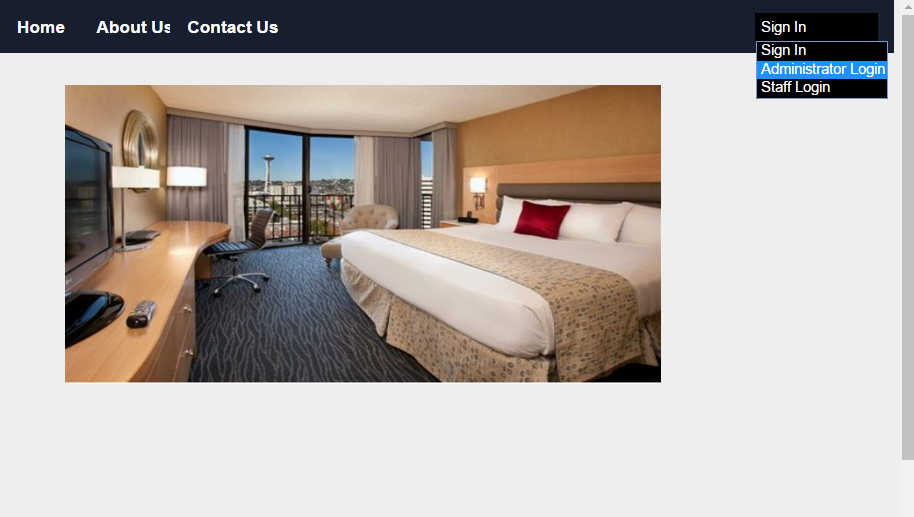 Home About Us Contact Us Sign In
Sign In
Administrator Login
Staff Login